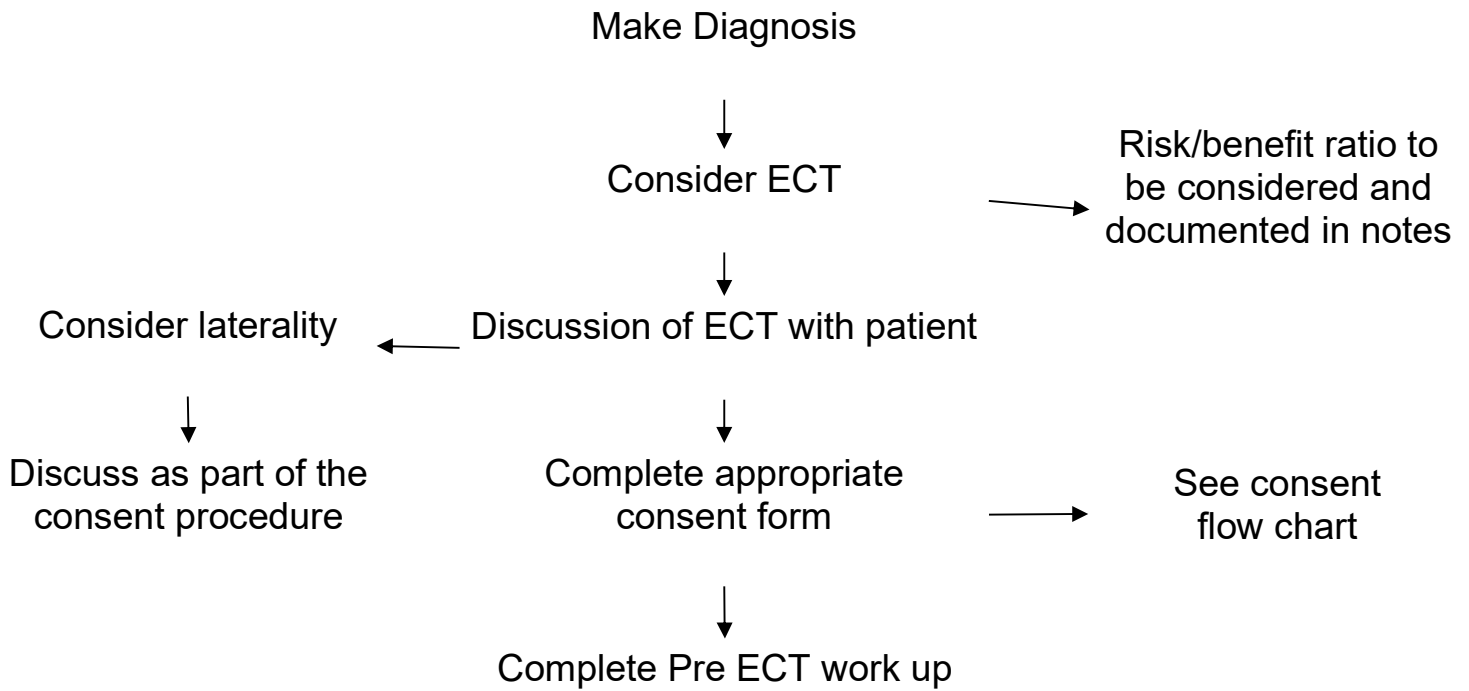 Make Diagnosis
Consider ECT
Risk/benefit ratio to
be considered and
documented in notes
Consider laterality
Discussion of ECT with patient
Discuss as part of the
consent procedure
Complete appropriate
consent form
See consent
flow chart
Complete Pre ECT work up